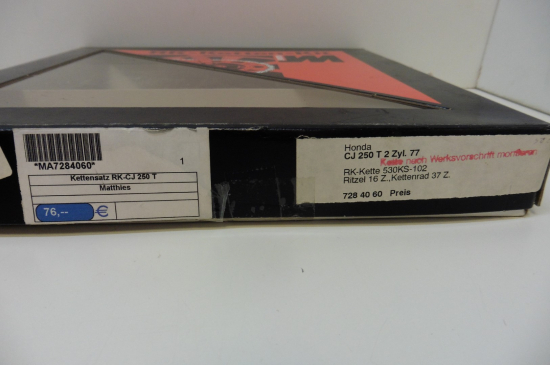 *MA7284060*
1
Kettensatz RK-CJ 250 T
Matthies
76,-- €
Honda
CJ 250 T 2 Zyl. 77
Kette nach Werksvorschrift montieren
RK-Kette 530KS-102
Ritzel 16 Z.,Kettenrad 37 Z.
728 40 60 Preis